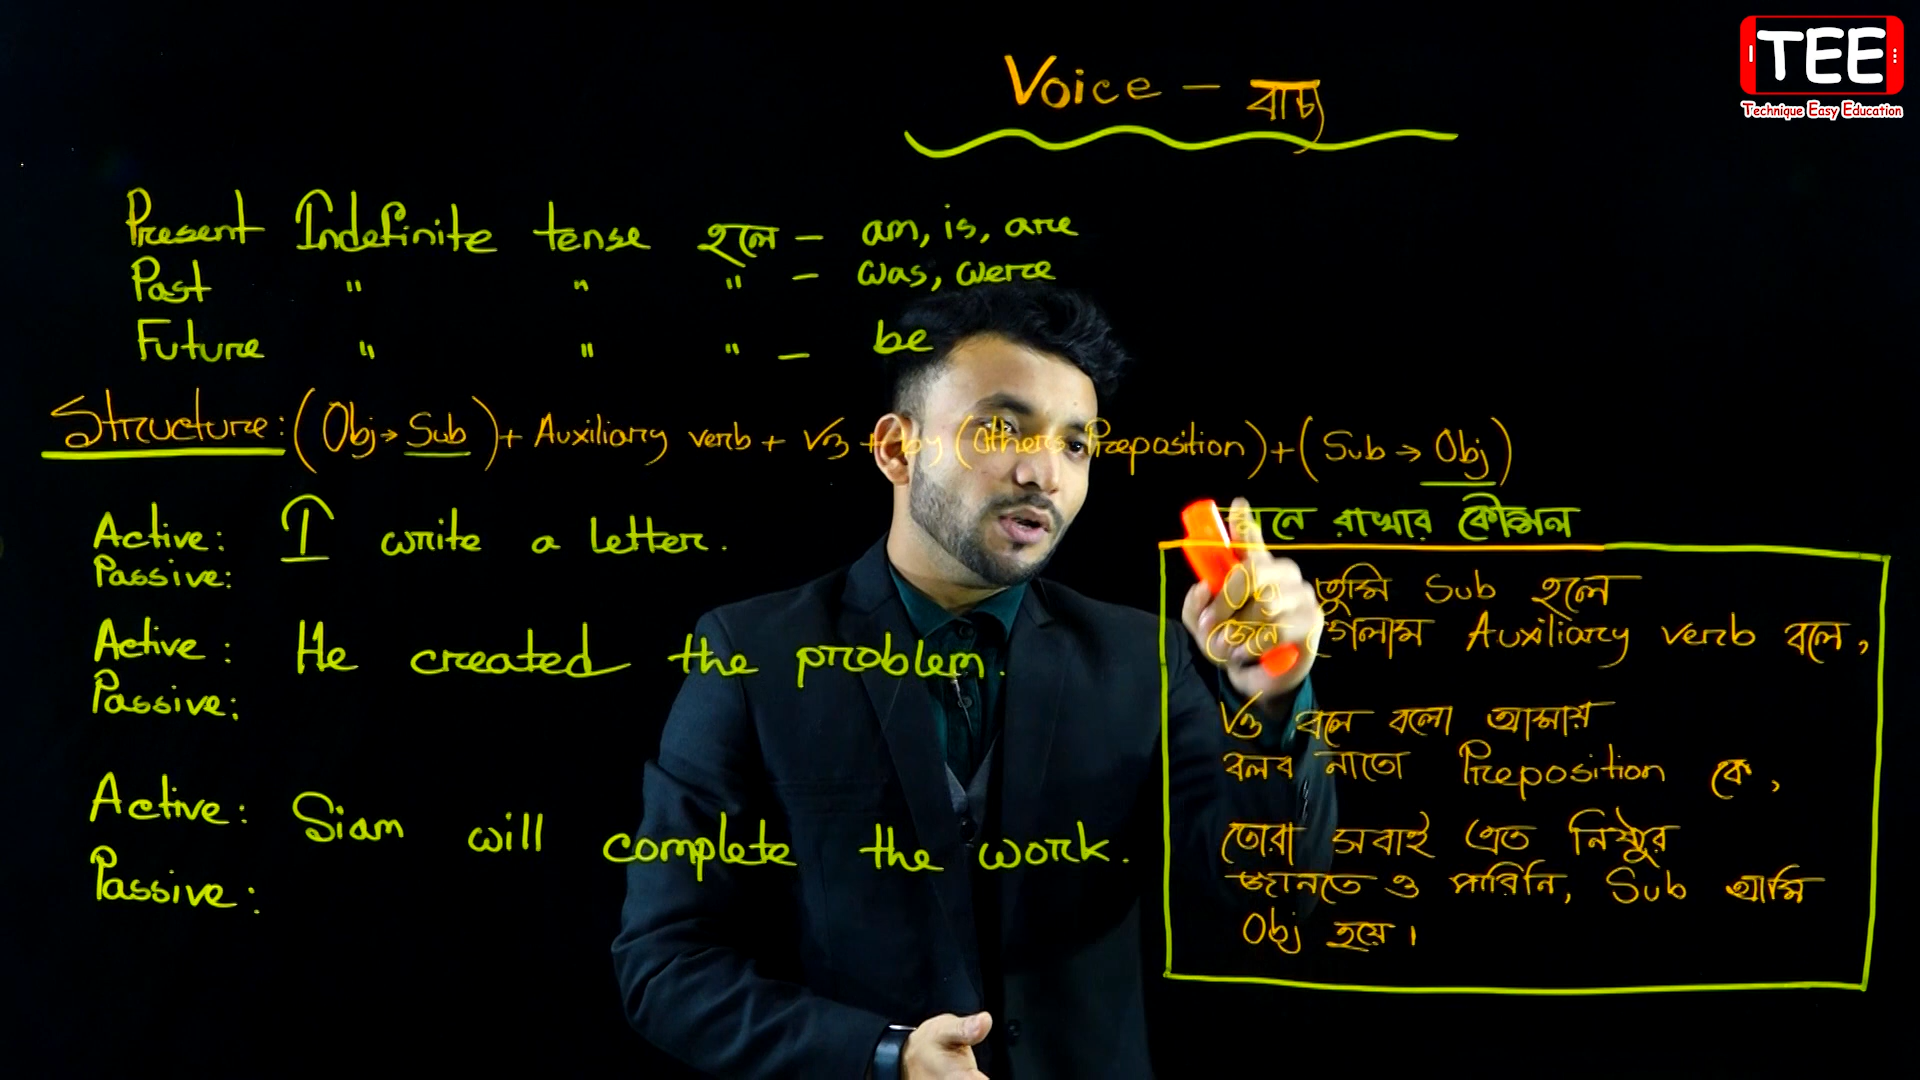 TEE
Technique Easy Education
Voice - বাচ্য
Present Indefinite tense হলে - am, is, are
Past " " " - was, were
Future " " " - be
Structure: (Obj→ Sub) + Auxiliary verb + V3 + by (Others Preposition) + (Sub → Obj)
মনে রাখার কৌশল
Active: I write a letter.
Passive:
Active: He created the problem.
Passive:
Active: Siam will complete the work.
Passive:
Obj তুমি Sub হলে
জেনে গেলাম Auxiliary verb বলে,
V3 বলে বলো আমায়
বলব নাতো Preposition কে,
তোরা সবাই এত নিষ্ঠুর
জানতে ও পারিনি, Sub আমি
Obj হয়ে।